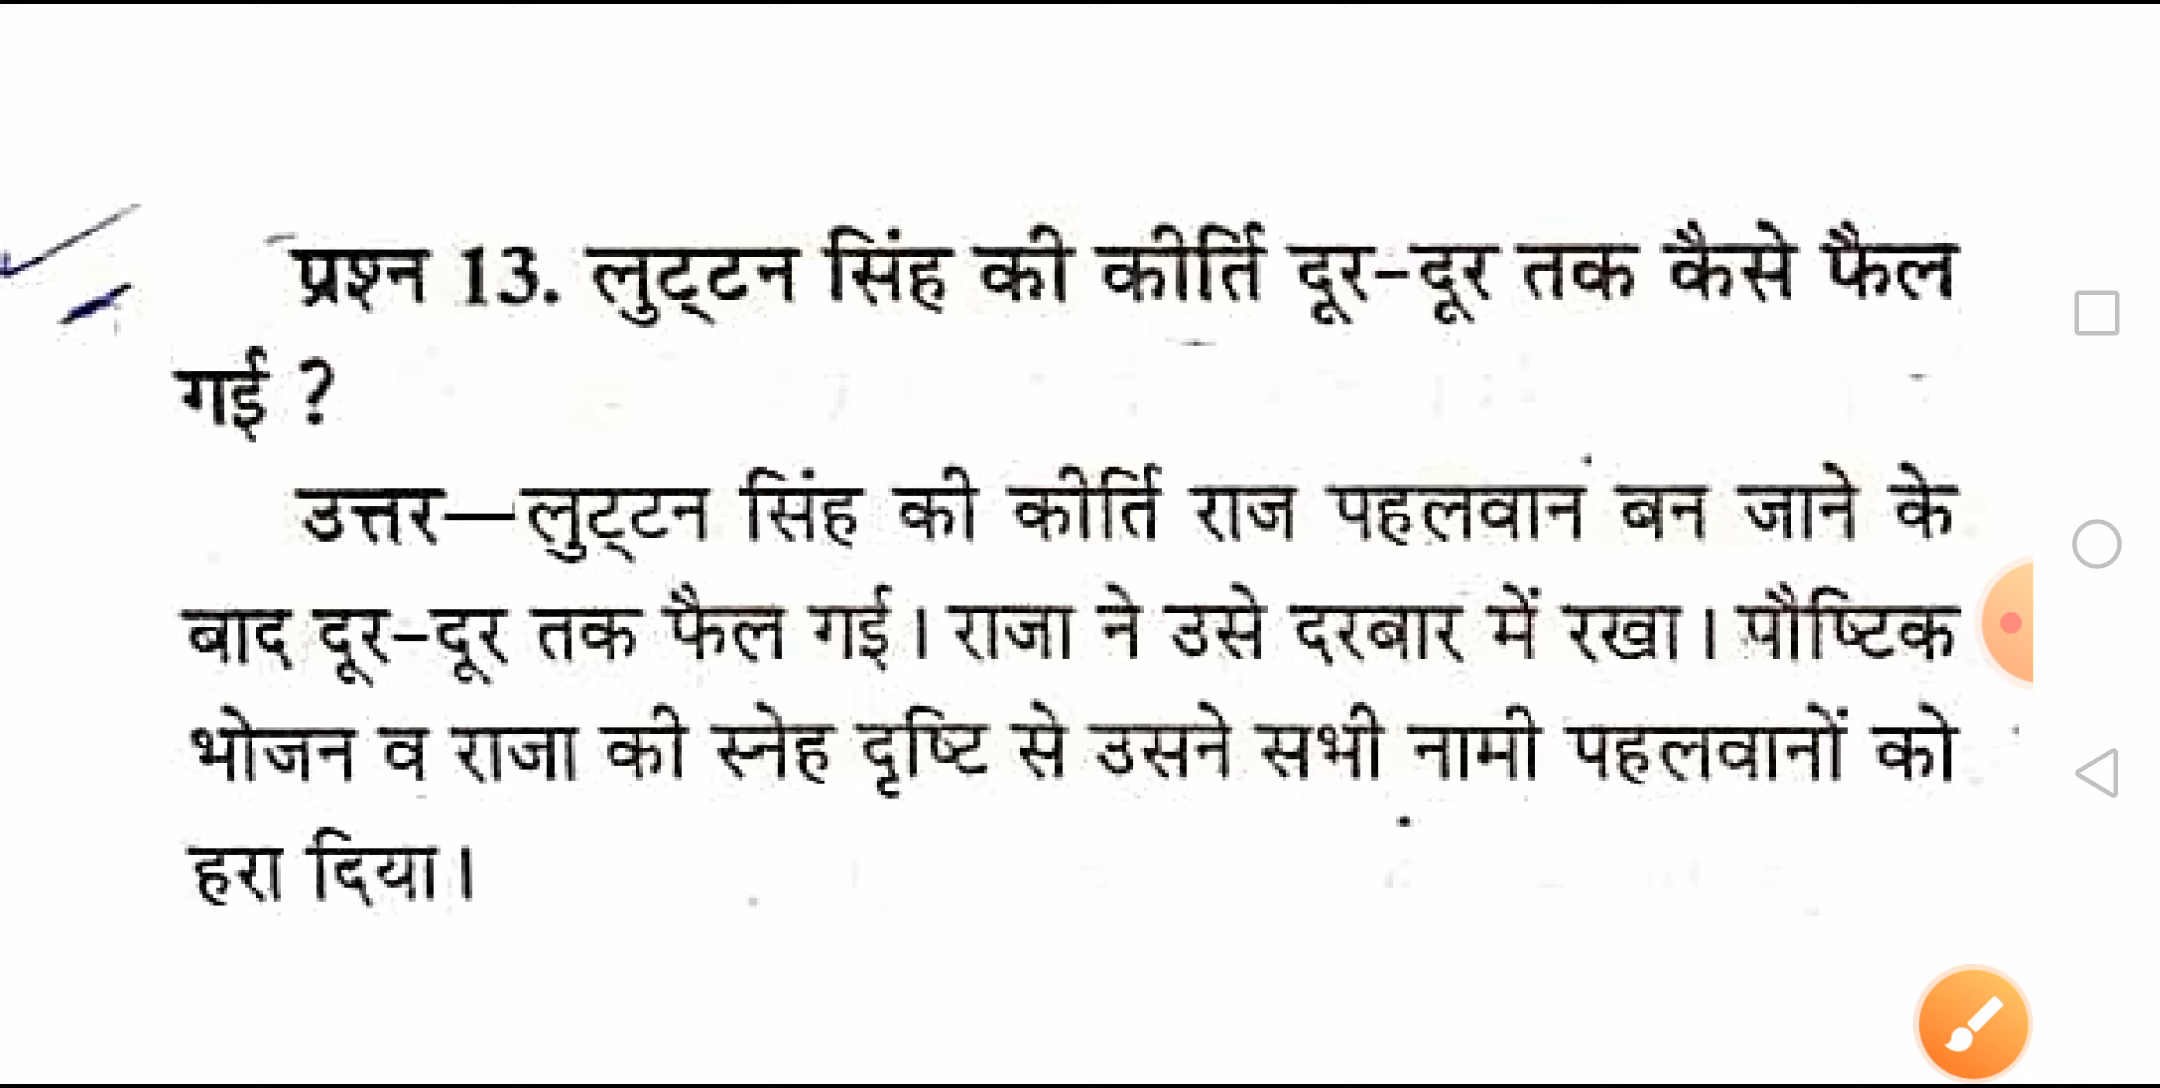 प्रश्न 13. लुट्टन सिंह की कीर्ति दूर-दूर तक कैसे फैल
गई ?
उत्तर—लुट्टन सिंह की कीर्ति राज पहलवान बन जाने के
बाद दूर-दूर तक फैल गई। राजा ने उसे दरबार में रखा। पौष्टिक
भोजन व राजा की स्नेह दृष्टि से उसने सभी नामी पहलवानों को
हरा दिया।